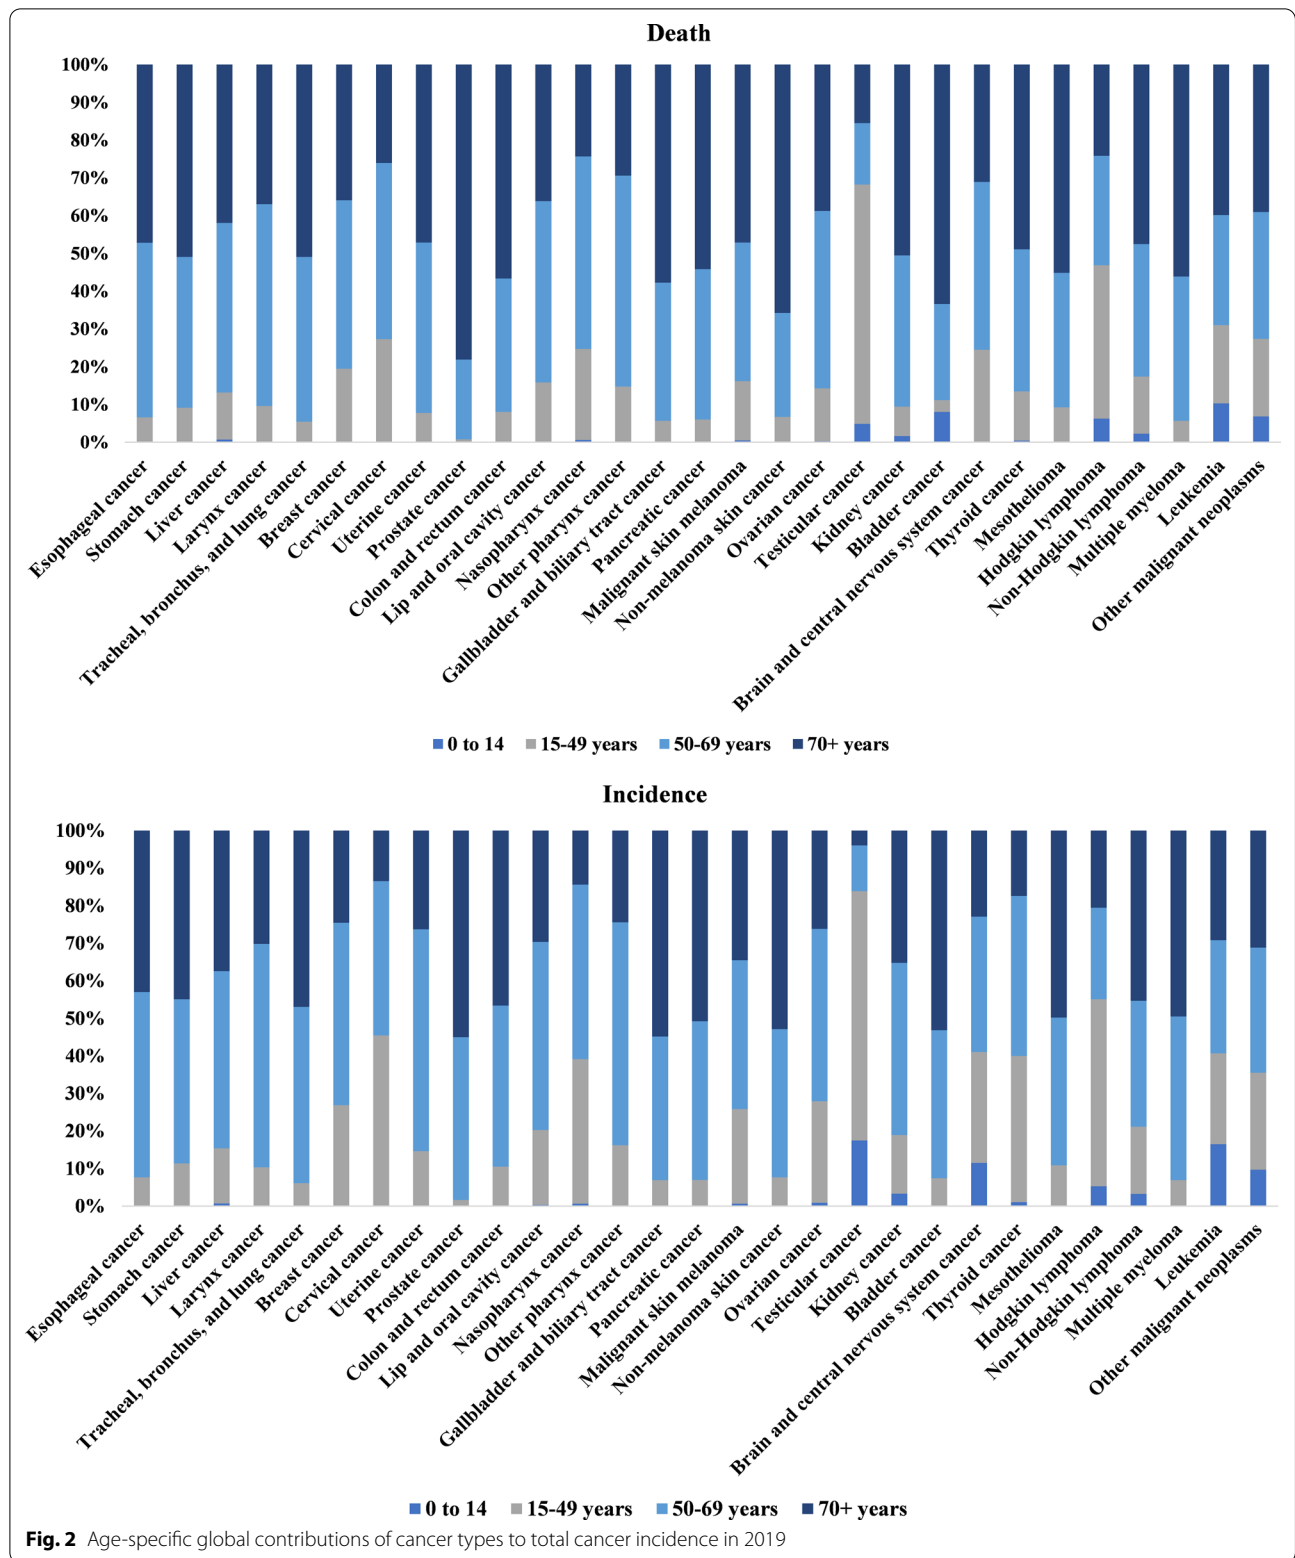 Death
100%
90%
80%
70%
60%
50%
40%
30%
20%
10%
0%
Esophageal cancer
Stomach cancer
Liver cancer
Larynx cancer
Tracheal, bronchus, and lung cancer
Breast cancer
Cervical cancer
Uterine cancer
Prostate cancer
Colon and rectum cancer
Lip and oral cavity cancer
Nasopharynx cancer
Other pharynx cancer
Gallbladder and biliary tract cancer
Pancreatic cancer
Malignant skin melanoma
Non-melanoma skin cancer
Ovarian cancer
Testicular cancer
Kidney cancer
Bladder cancer
Brain and central nervous system cancer
Thyroid cancer
Mesothelioma
Hodgkin lymphoma
Non-Hodgkin lymphoma
Multiple myeloma
Leukemia
Other malignant neoplasms
0 to 14 15-49 years 50-69 years 70+ years
Incidence
100%
90%
80%
70%
60%
50%
40%
30%
20%
10%
0%
Esophageal cancer
Stomach cancer
Liver cancer
Larynx cancer
Tracheal, bronchus, and lung cancer
Breast cancer
Cervical cancer
Uterine cancer
Prostate cancer
Colon and rectum cancer
Lip and oral cavity cancer
Nasopharynx cancer
Other pharynx cancer
Gallbladder and biliary tract cancer
Pancreatic cancer
Malignant skin melanoma
Non-melanoma skin cancer
Ovarian cancer
Testicular cancer
Kidney cancer
Bladder cancer
Brain and central nervous system cancer
Thyroid cancer
Mesothelioma
Hodgkin lymphoma
Non-Hodgkin lymphoma
Multiple myeloma
Leukemia
Other malignant neoplasms
0 to 14 15-49 years 50-69 years 70+ years
Fig. 2 Age-specific global contributions of cancer types to total cancer incidence in 2019